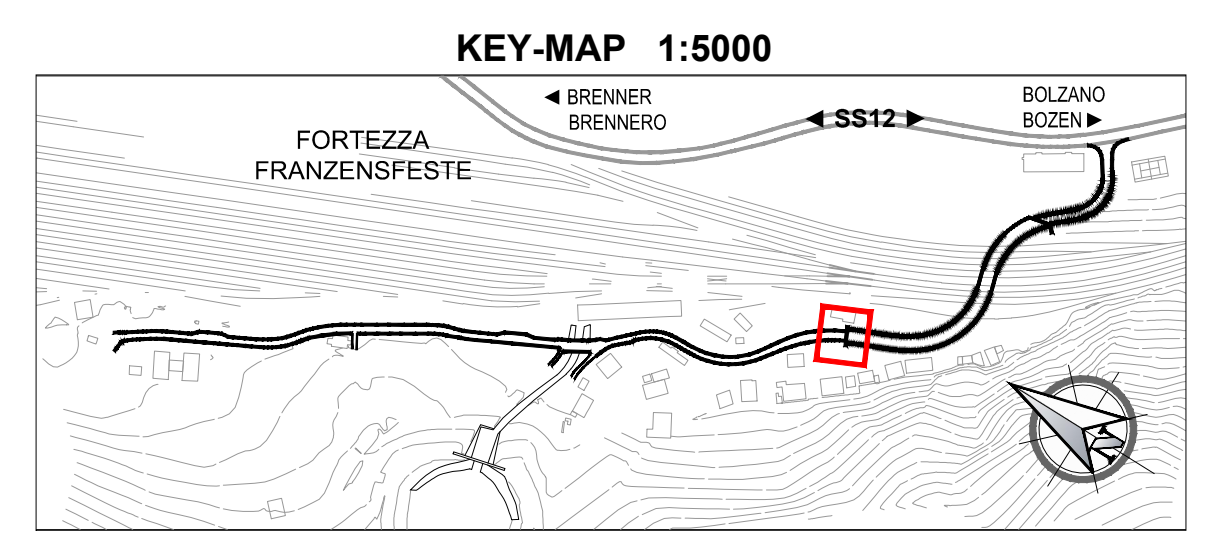 KEY-MAP 1:5000
◄ BRENNER
BRENNERO
◄ SS12 ►
BOLZANO
BOZEN ►
FORTEZZA
FRANZENSFESTE
N